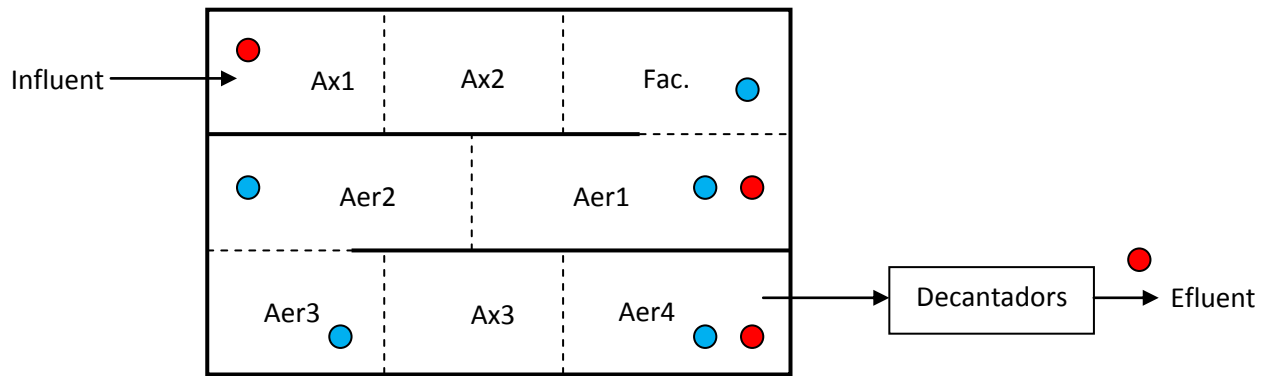 Influent
Ax1
Ax2
Fac.
Aer2
Aer1
Aer3
Ax3
Aer4
Decantadors
Efluent